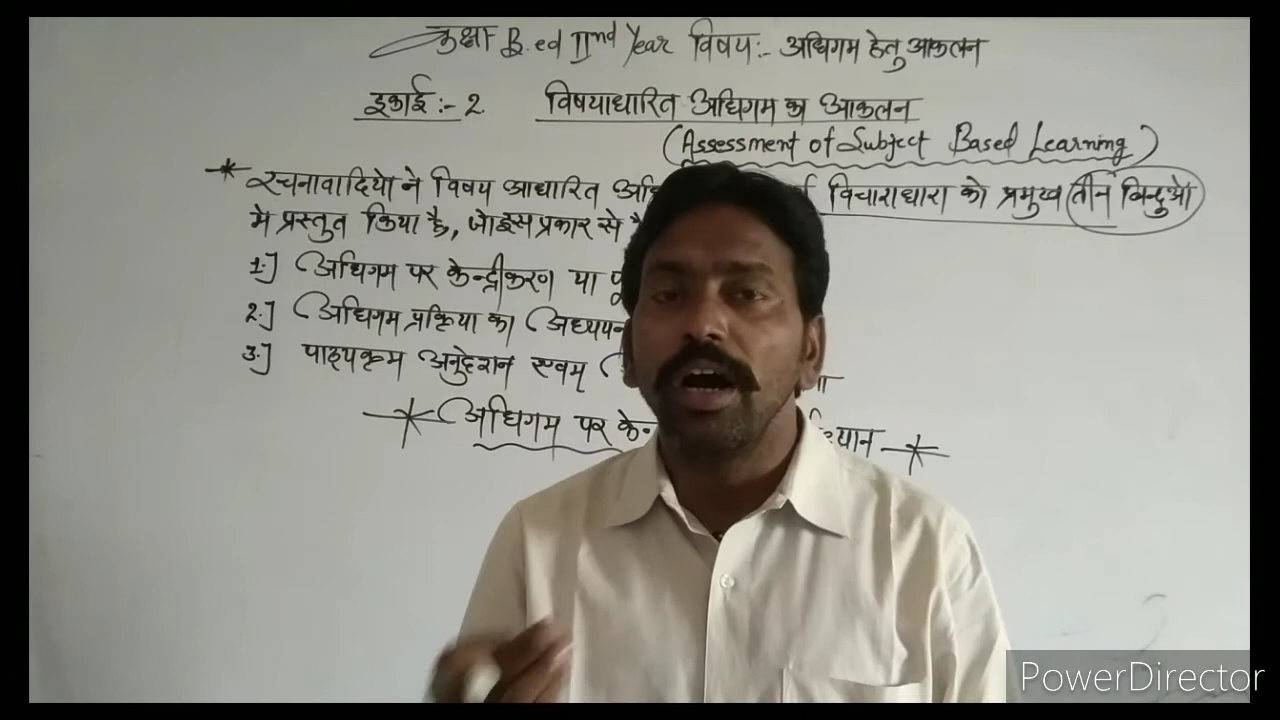 कक्षा B.ed IInd Year विषय:- अधिगम हेतु आकलन
इकाई:- 2. विषयाधारित अधिगम का आकलन
(Assessment of Subject Based Learning)
* रचनावादियो ने विषय आधारित विचाराधारा को प्रमुख तीन बिन्दुओ
मे प्रस्तुत किया है, जो इस प्रकार से है
1.] अधिगम पर केन्द्रीकरण या
2.] अधिगम प्रक्रिया का अध्ययन
3.] पाठ्यक्रम अनुदेशन एवम्
* अधिगम पर *
PowerDirector